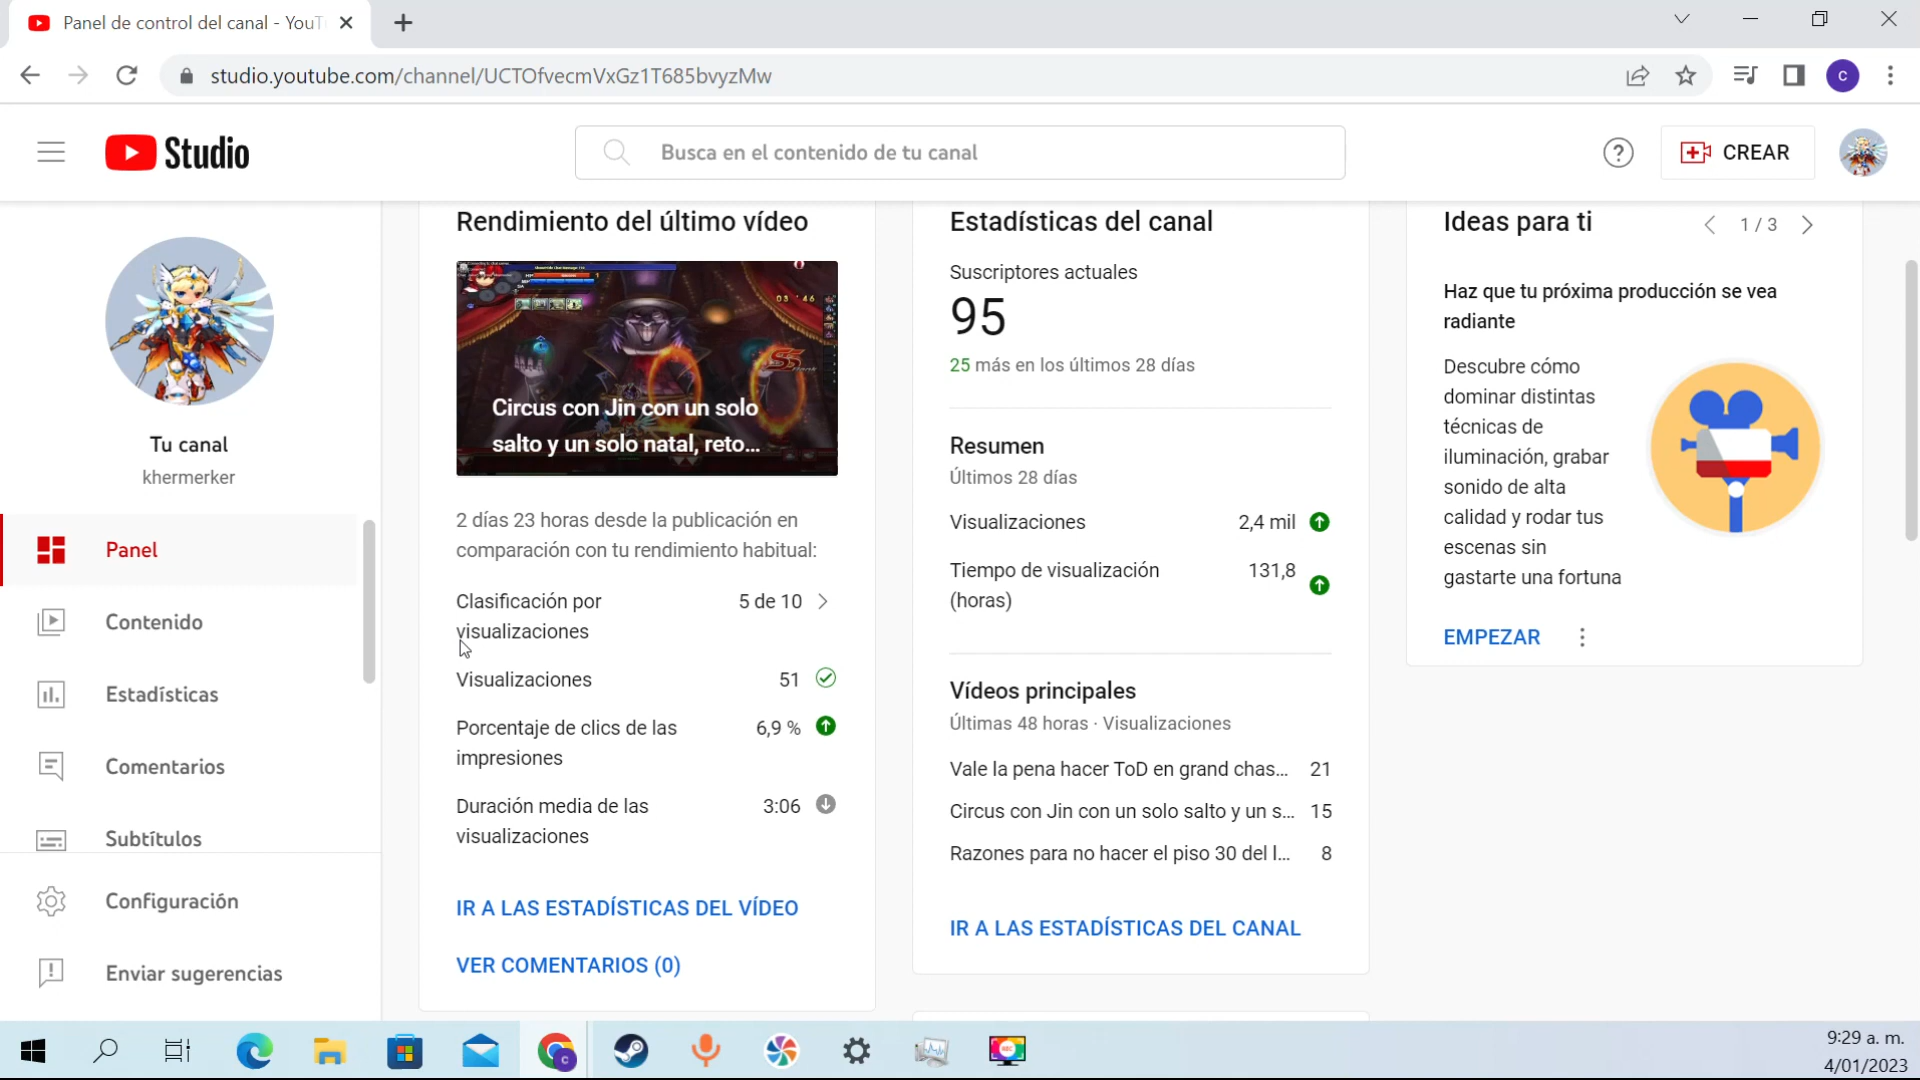 Panel de control del canal - YouT
studio.youtube.com/channel/UCTOfvecmVxGz1T685bvyzMw
c
Studio
Busca en el contenido de tu canal
CREAR
Tu canal
khermerker
Panel
Contenido
Estadísticas
Comentarios
Subtítulos
Configuración
Enviar sugerencias
Rendimiento del último vídeo
03 '46
Circus con Jin con un solo
salto y un solo natal, reto...
2 días 23 horas desde la publicación en
comparación con tu rendimiento habitual:
Clasificación por
visualizaciones
5 de 10
Visualizaciones 51
Porcentaje de clics de las
impresiones
6,9 %
Duración media de las
visualizaciones
3:06
IR A LAS ESTADÍSTICAS DEL VÍDEO
VER COMENTARIOS (0)
Estadísticas del canal
Suscriptores actuales
95
25 más en los últimos 28 días
Resumen
Últimos 28 días
Visualizaciones 2,4 mil
Tiempo de visualización
(horas)
131,8
Vídeos principales
Últimas 48 horas · Visualizaciones
Vale la pena hacer ToD en grand chas... 21
Circus con Jin con un solo salto y un s... 15
Razones para no hacer el piso 30 del l... 8
IR A LAS ESTADÍSTICAS DEL CANAL
Ideas para ti
1 / 3
Haz que tu próxima producción se vea
radiante
Descubre cómo
dominar distintas
técnicas de
iluminación, grabar
sonido de alta
calidad y rodar tus
escenas sin
gastarte una fortuna
EMPEZAR
9:29 a. m.
4/01/2023